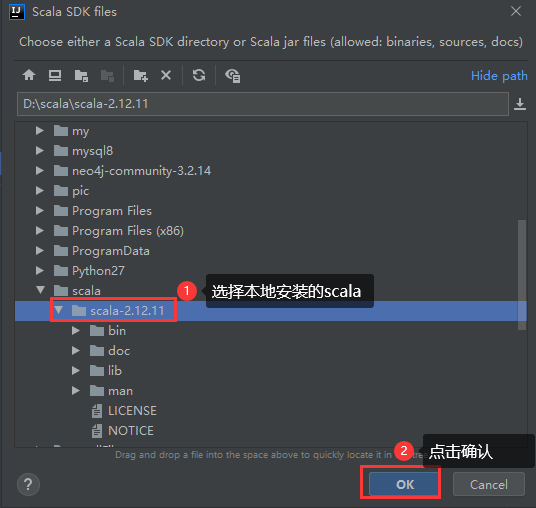 Scala SDK files
Choose either a Scala SDK directory or Scala jar files (allowed: binaries, sources, docs)
Hide path
D:\scala\scala-2.12.11
my
mysql8
neo4j-community-3.2.14
pic
Program Files
Program Files (x86)
ProgramData
Python27
scala
1 选择本地安装的scala
scala-2.12.11
bin
doc
lib
man
LICENSE
NOTICE
2 点击确认
Drag and drop a file into the space above to quickly locate it in
OK
Cancel